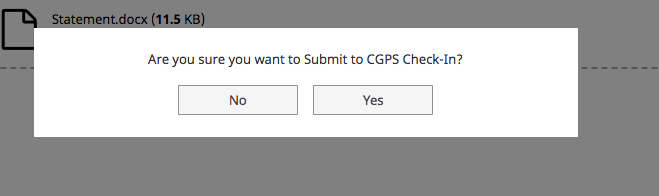 Statement.docx (11.5 KB)
Are you sure you want to Submit to CGPS Check-In?
No
Yes